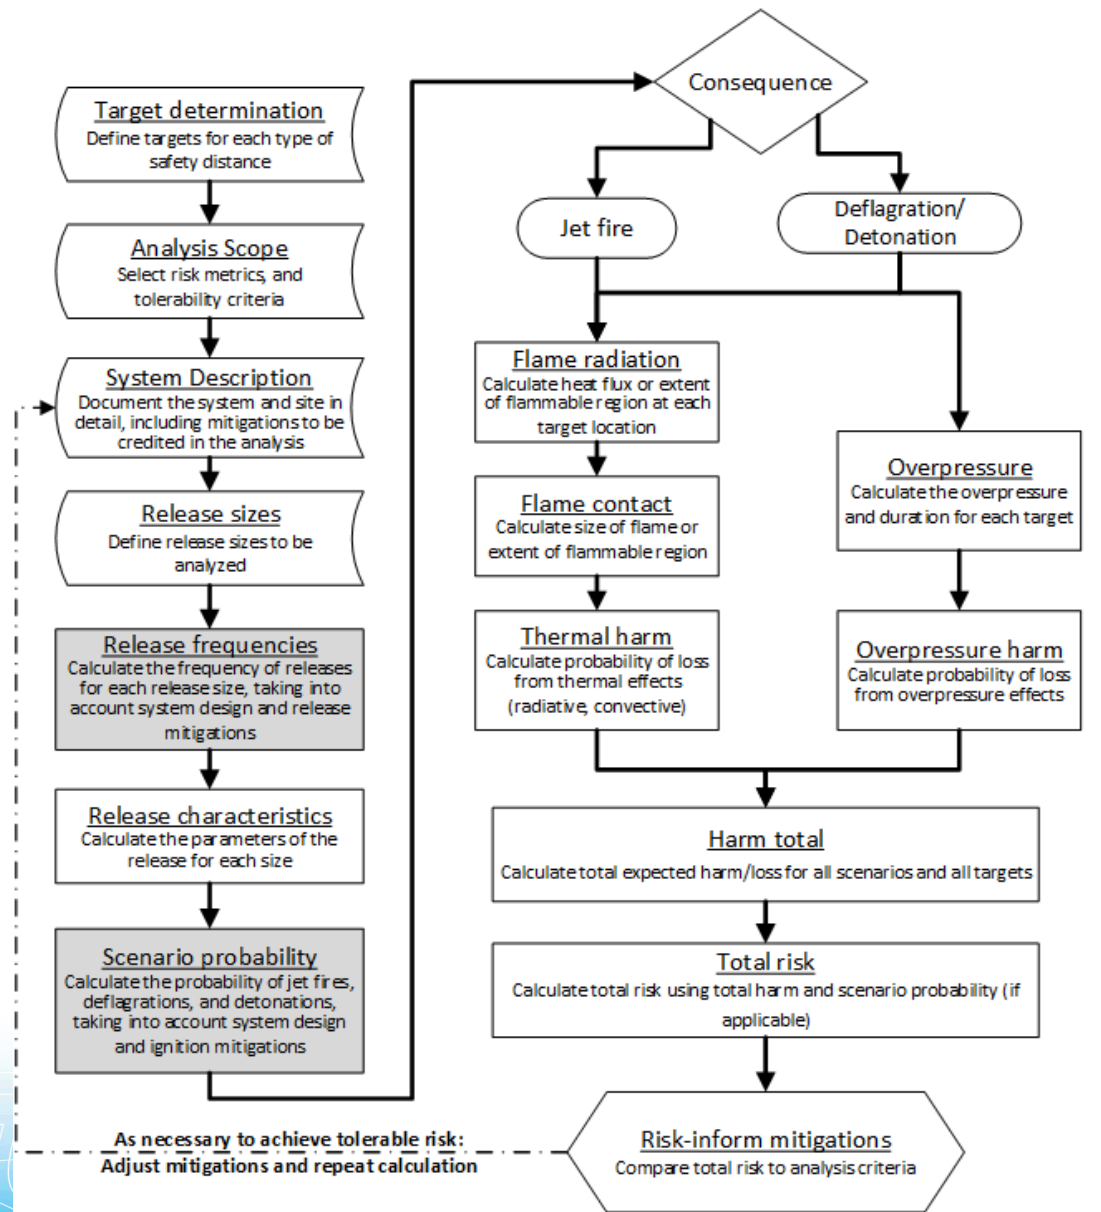 Target determination
Define targets for each type of
safety distance
Analysis Scope
Select risk metrics, and
tolerability criteria
System Description
Document the system and site in
detail, including mitigations to be
credited in the analysis
Release sizes
Define release sizes to be
analyzed
Release frequencies
Calculate the frequency of releases
for each release size, taking into
account system design and release
mitigations
Release characteristics
Calculate the parameters of the
release for each size
Scenario probability
Calculate the probability of jet fires,
deflagrations, and detonations,
taking into account system design
and ignition mitigations
Consequence
Jet fire
Deflagration/
Detonation
Flame radiation
Calculate heat flux or extent
of flammable region at each
target location
Flame contact
Calculate size of flame or
extent of flammable region
Thermal harm
Calculate probability of loss
from thermal effects
(radiative, convective)
Overpressure
Calculate the overpressure
and duration for each target
Overpressure harm
Calculate probability of loss
from overpressure effects
Harm total
Calculate total expected harm/loss for all scenarios and all targets
Total risk
Calculate total risk using total harm and scenario probability (if
applicable)
Risk-inform mitigations
Compare total risk to analysis criteria
As necessary to achieve tolerable risk:
Adjust mitigations and repeat calculation